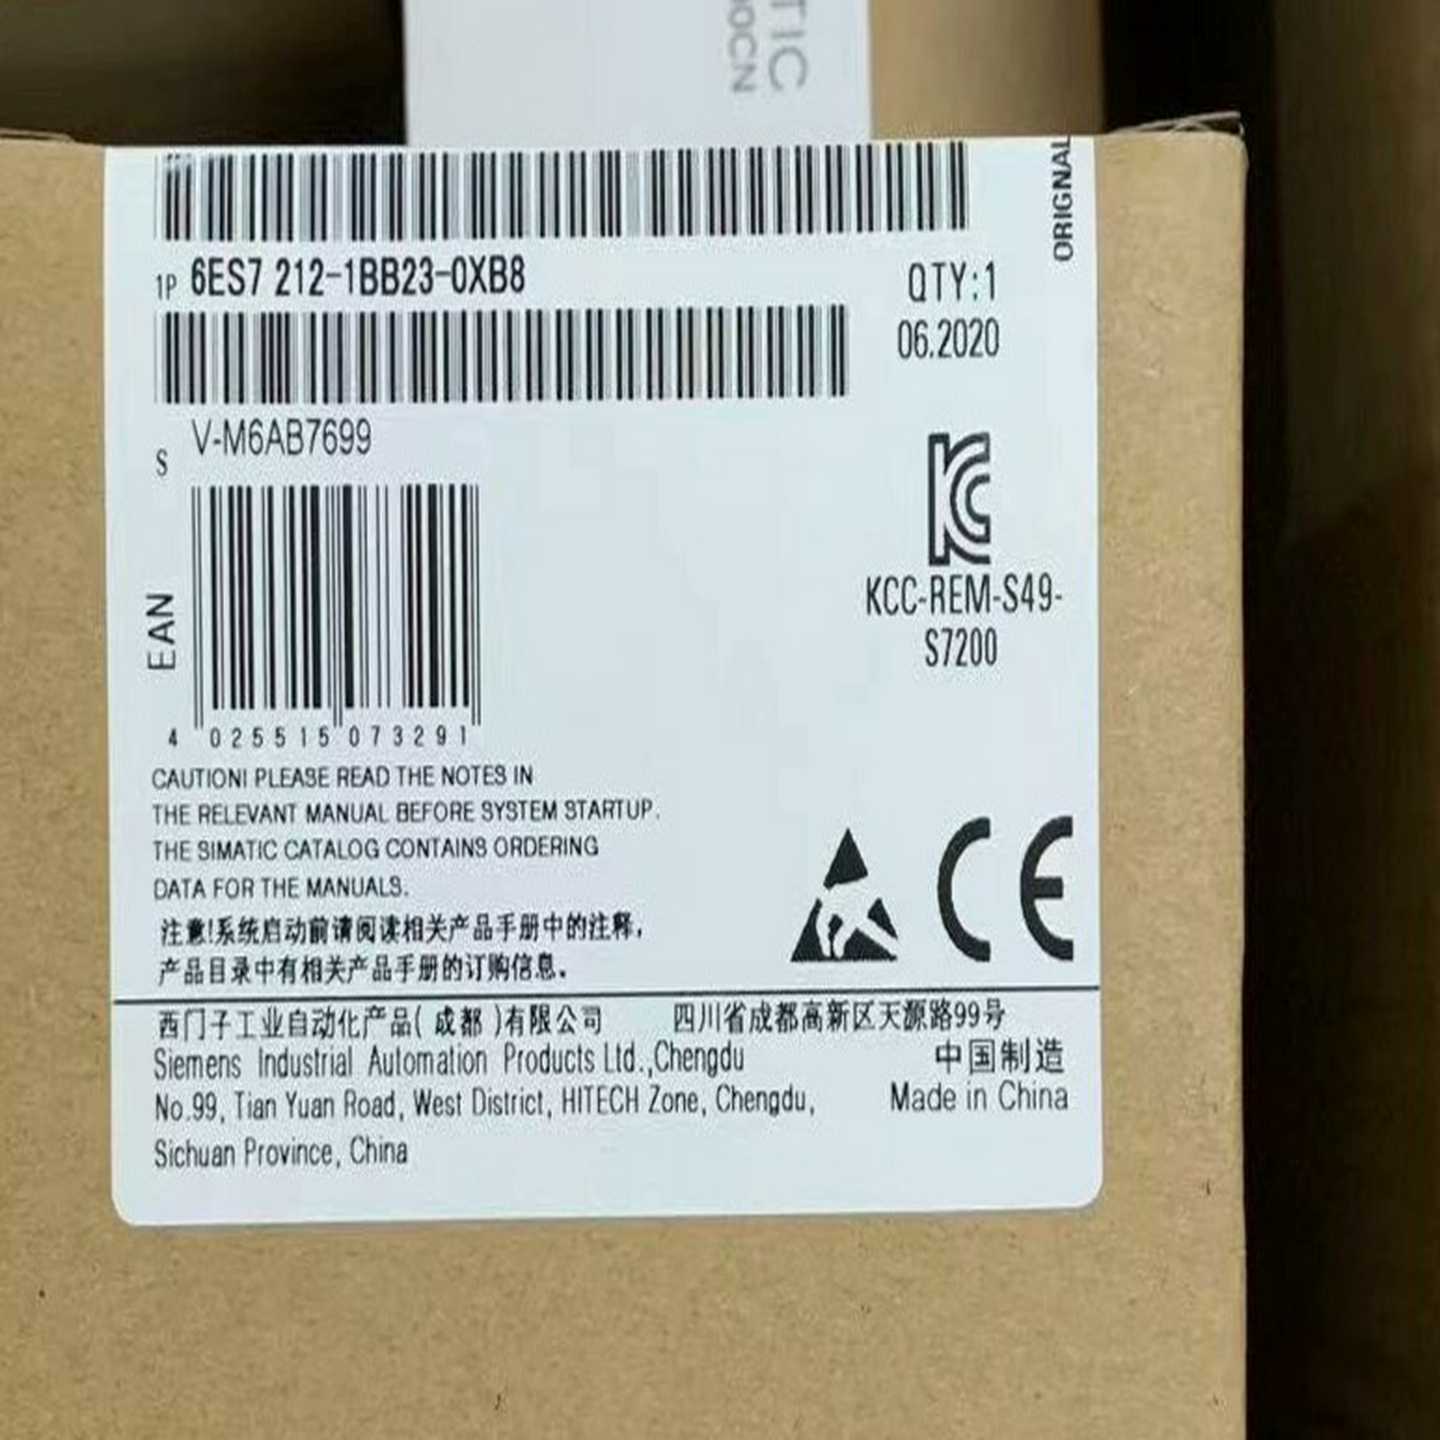 TIC
00CN
ORIGNAL
1P 6ES7 212-1BB23-0XB8
QTY:1
06.2020
S V-M6AB7699
KCC-REM-S49-
S7200
EAN
4 025515 073291
CAUTION! PLEASE READ THE NOTES IN
THE RELEVANT MANUAL BEFORE SYSTEM STARTUP.
THE SIMATIC CATALOG CONTAINS ORDERING
DATA FOR THE MANUALS.
注意!系统启动前请阅读相关产品手册中的注释，
产品目录中有相关产品手册的订购信息。
CE
西门子工业自动化产品( 成都 )有限公司 四川省成都高新区天源路99号
Siemens Industrial Automation Products Ltd.,Chengdu 中国制造
No.99, Tian Yuan Road, West District, HITECH Zone, Chengdu, Made in China
Sichuan Province, China